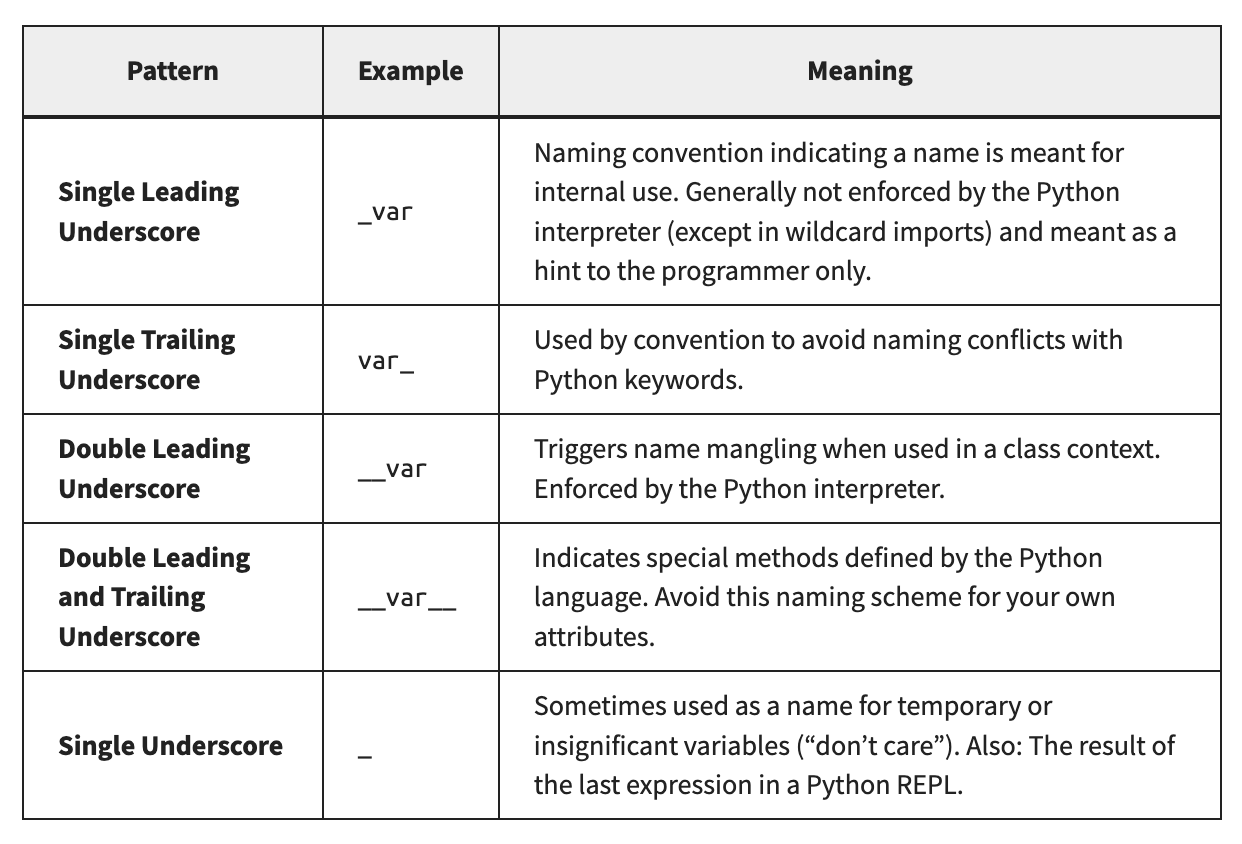 Pattern Example Meaning
Single Leading
Underscore
_var
Naming convention indicating a name is meant for
internal use. Generally not enforced by the Python
interpreter (except in wildcard imports) and meant as a
hint to the programmer only.
Single Trailing
Underscore
var_
Used by convention to avoid naming conflicts with
Python keywords.
Double Leading
Underscore
__var
Triggers name mangling when used in a class context.
Enforced by the Python interpreter.
Double Leading
and Trailing
Underscore
__var__
Indicates special methods defined by the Python
language. Avoid this naming scheme for your own
attributes.
Single Underscore
_
Sometimes used as a name for temporary or
insignificant variables (“don’t care”). Also: The result of
the last expression in a Python REPL.